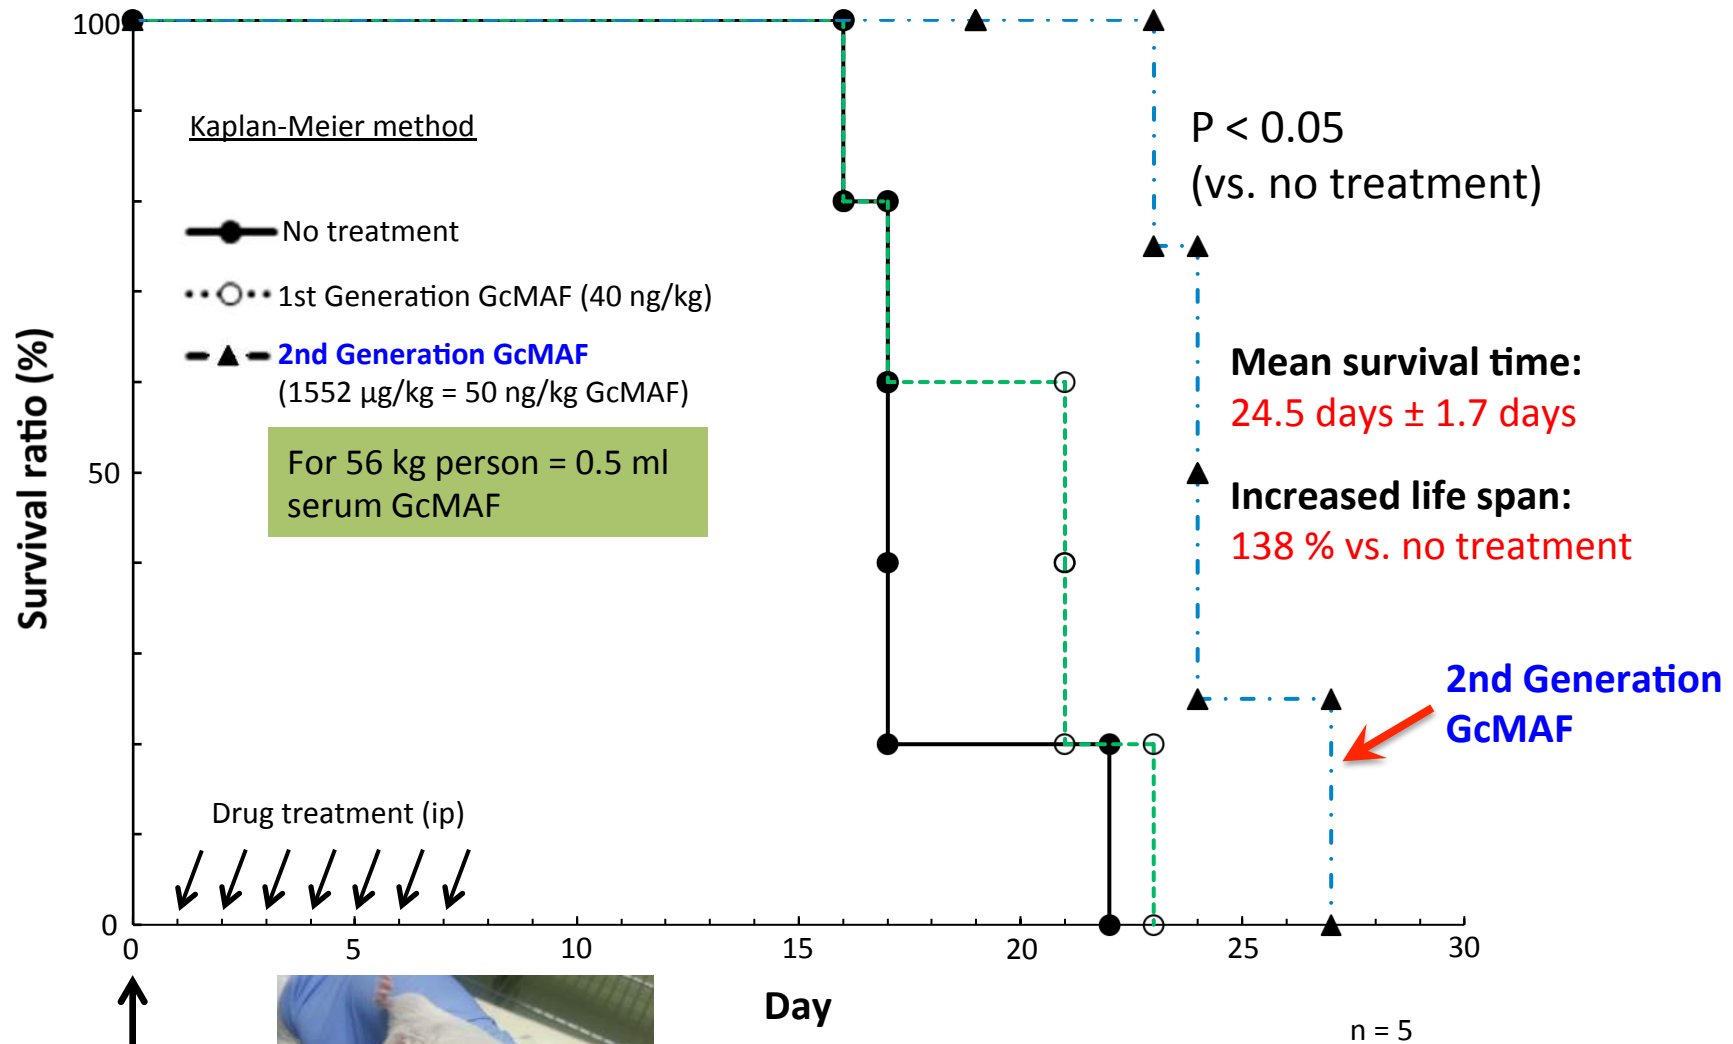 100
Kaplan-Meier method
P < 0.05
(vs. no treatment)
No treatment
1st Generation GcMAF (40 ng/kg)
2nd Generation GcMAF
(1552 μg/kg = 50 ng/kg GcMAF)
For 56 kg person = 0.5 ml
serum GcMAF
Mean survival time:
24.5 days ± 1.7 days
Increased life span:
138 % vs. no treatment
Survival ratio (%)
50
2nd Generation
GcMAF
Drug treatment (ip)
0
0 5 10 15 20 25 30
Day
n = 5